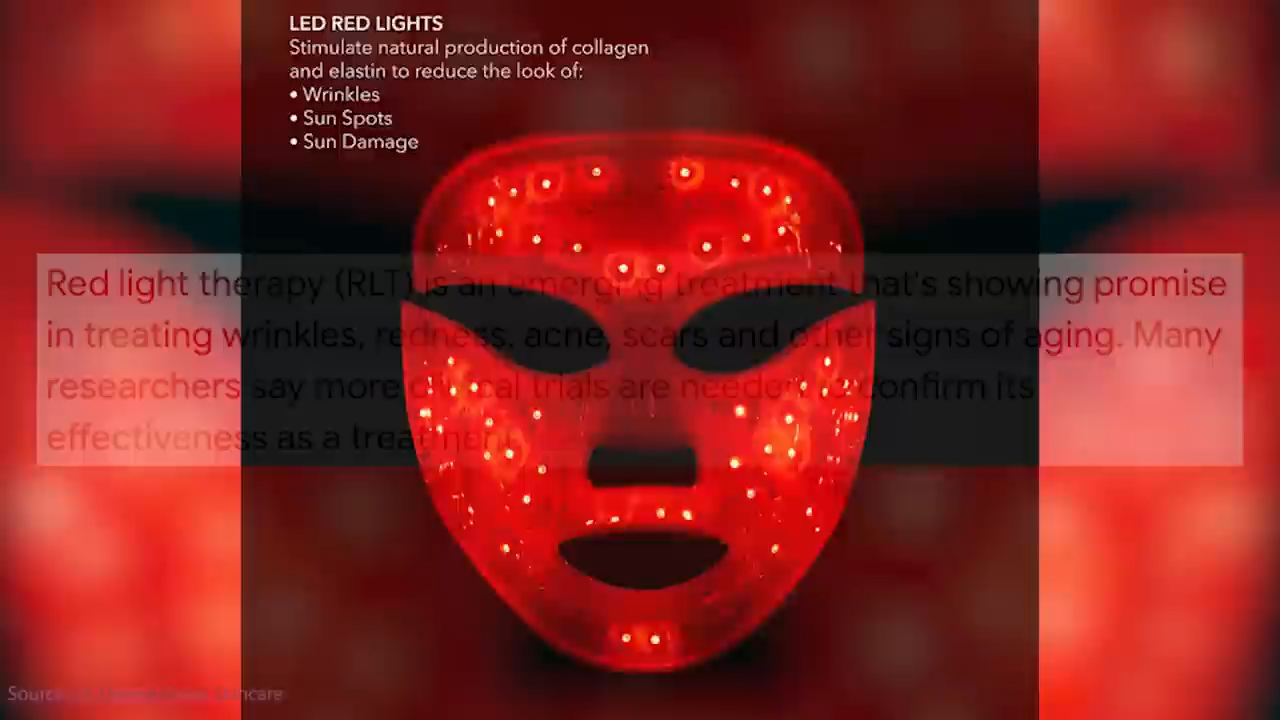 LED RED LIGHTS
Stimulate natural production of collagen
and elastin to reduce the look of:
• Wrinkles
• Sun Spots
• Sun Damage
Red light therapy (RLT) is an emerging treatment that's showing promise
in treating wrinkles, redness, acne, scars and other signs of aging. Many
researchers say more clinical trials are needed to confirm its
effectiveness as a treatment.
Source: Skincare